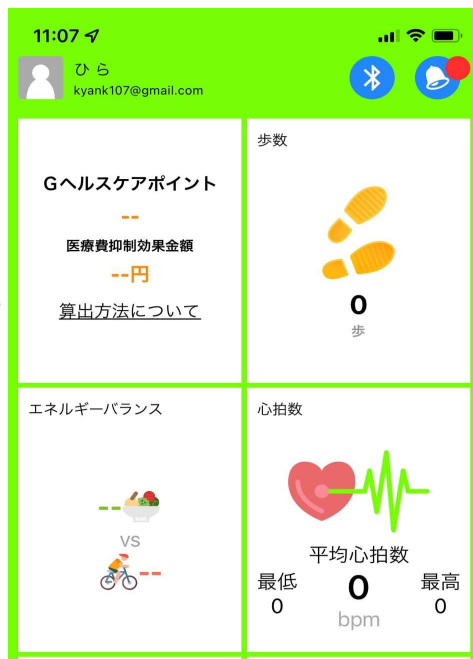 11:07
ひ ら
kyank107@gmail.com
Gヘルスケアポイント
--
医療費抑制効果金額
--円
算出方法について
歩数
0
歩
エネルギーバランス
--
vs
--
心拍数
平均心拍数
最低
0
0
bpm
最高
0